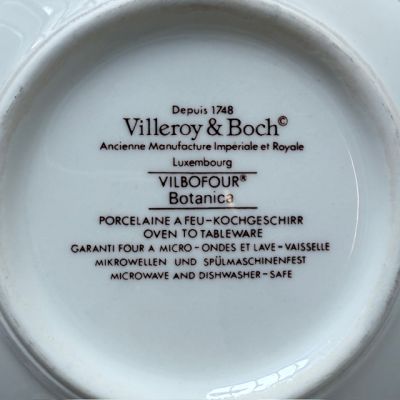 Depuis 1748
Villeroy & Boch©
Ancienne Manufacture Impériale et Royale
Luxembourg
VILBOFOUR®
Botanica
PORCELAINE A FEU–KOCHGESCHIRR
OVEN TO TABLEWARE
GARANTI FOUR A MICRO–ONDES ET LAVE–VAISSELLE
MIKROWELLEN UND SPÜLMASCHINENFEST
MICROWAVE AND DISHWASHER–SAFE